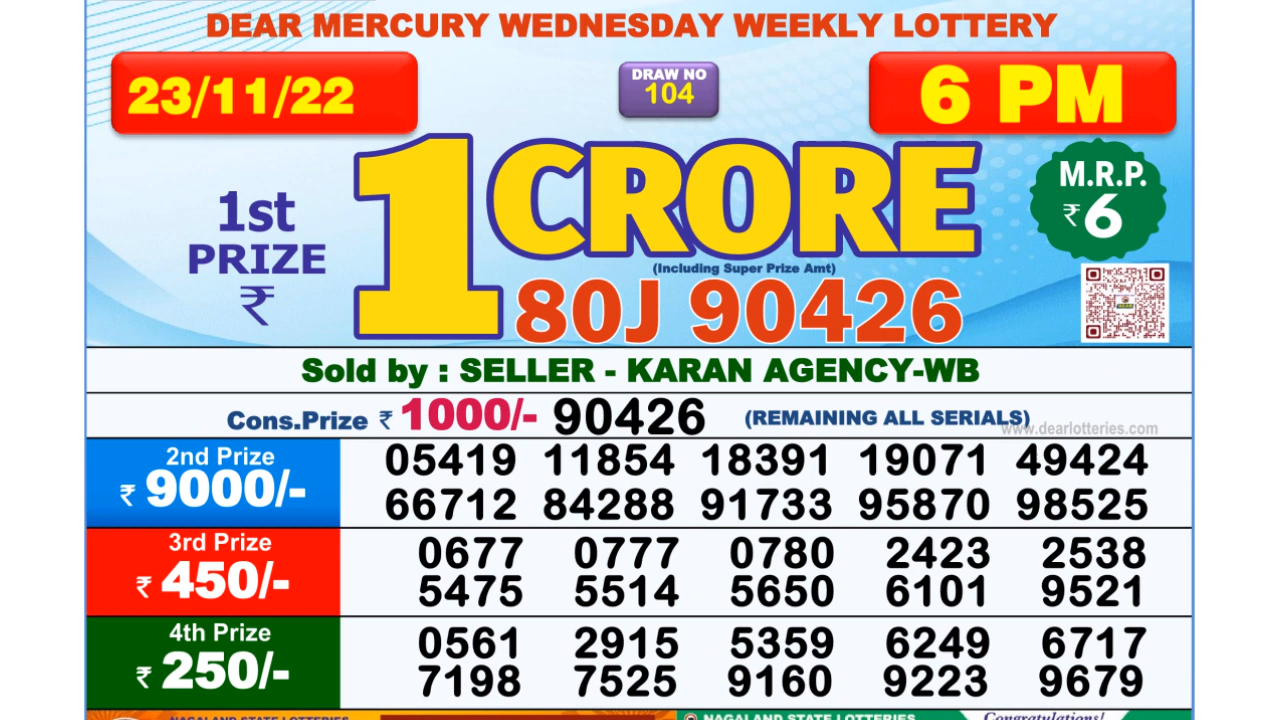 DEAR MERCURY WEDNESDAY WEEKLY LOTTERY
23/11/22
DRAW NO
104
6 PM
1st
PRIZE
₹
1 CRORE
(Including Super Prize Amt)
80J 90426
M.R.P.
₹ 6
Sold by : SELLER - KARAN AGENCY-WB
Cons.Prize ₹ 1000/- 90426 (REMAINING ALL SERIALS)
www.dearlotteries.com
2nd Prize
₹ 9000/-
05419 11854 18391 19071 49424
66712 84288 91733 95870 98525
3rd Prize
₹ 450/-
0677 0777 0780 2423 2538
5475 5514 5650 6101 9521
4th Prize
₹ 250/-
0561 2915 5359 6249 6717
7198 7525 9160 9223 9679
NAGALAND STATE LOTTERIES
NAGALAND STATE LOTTERIES
Congratulations!